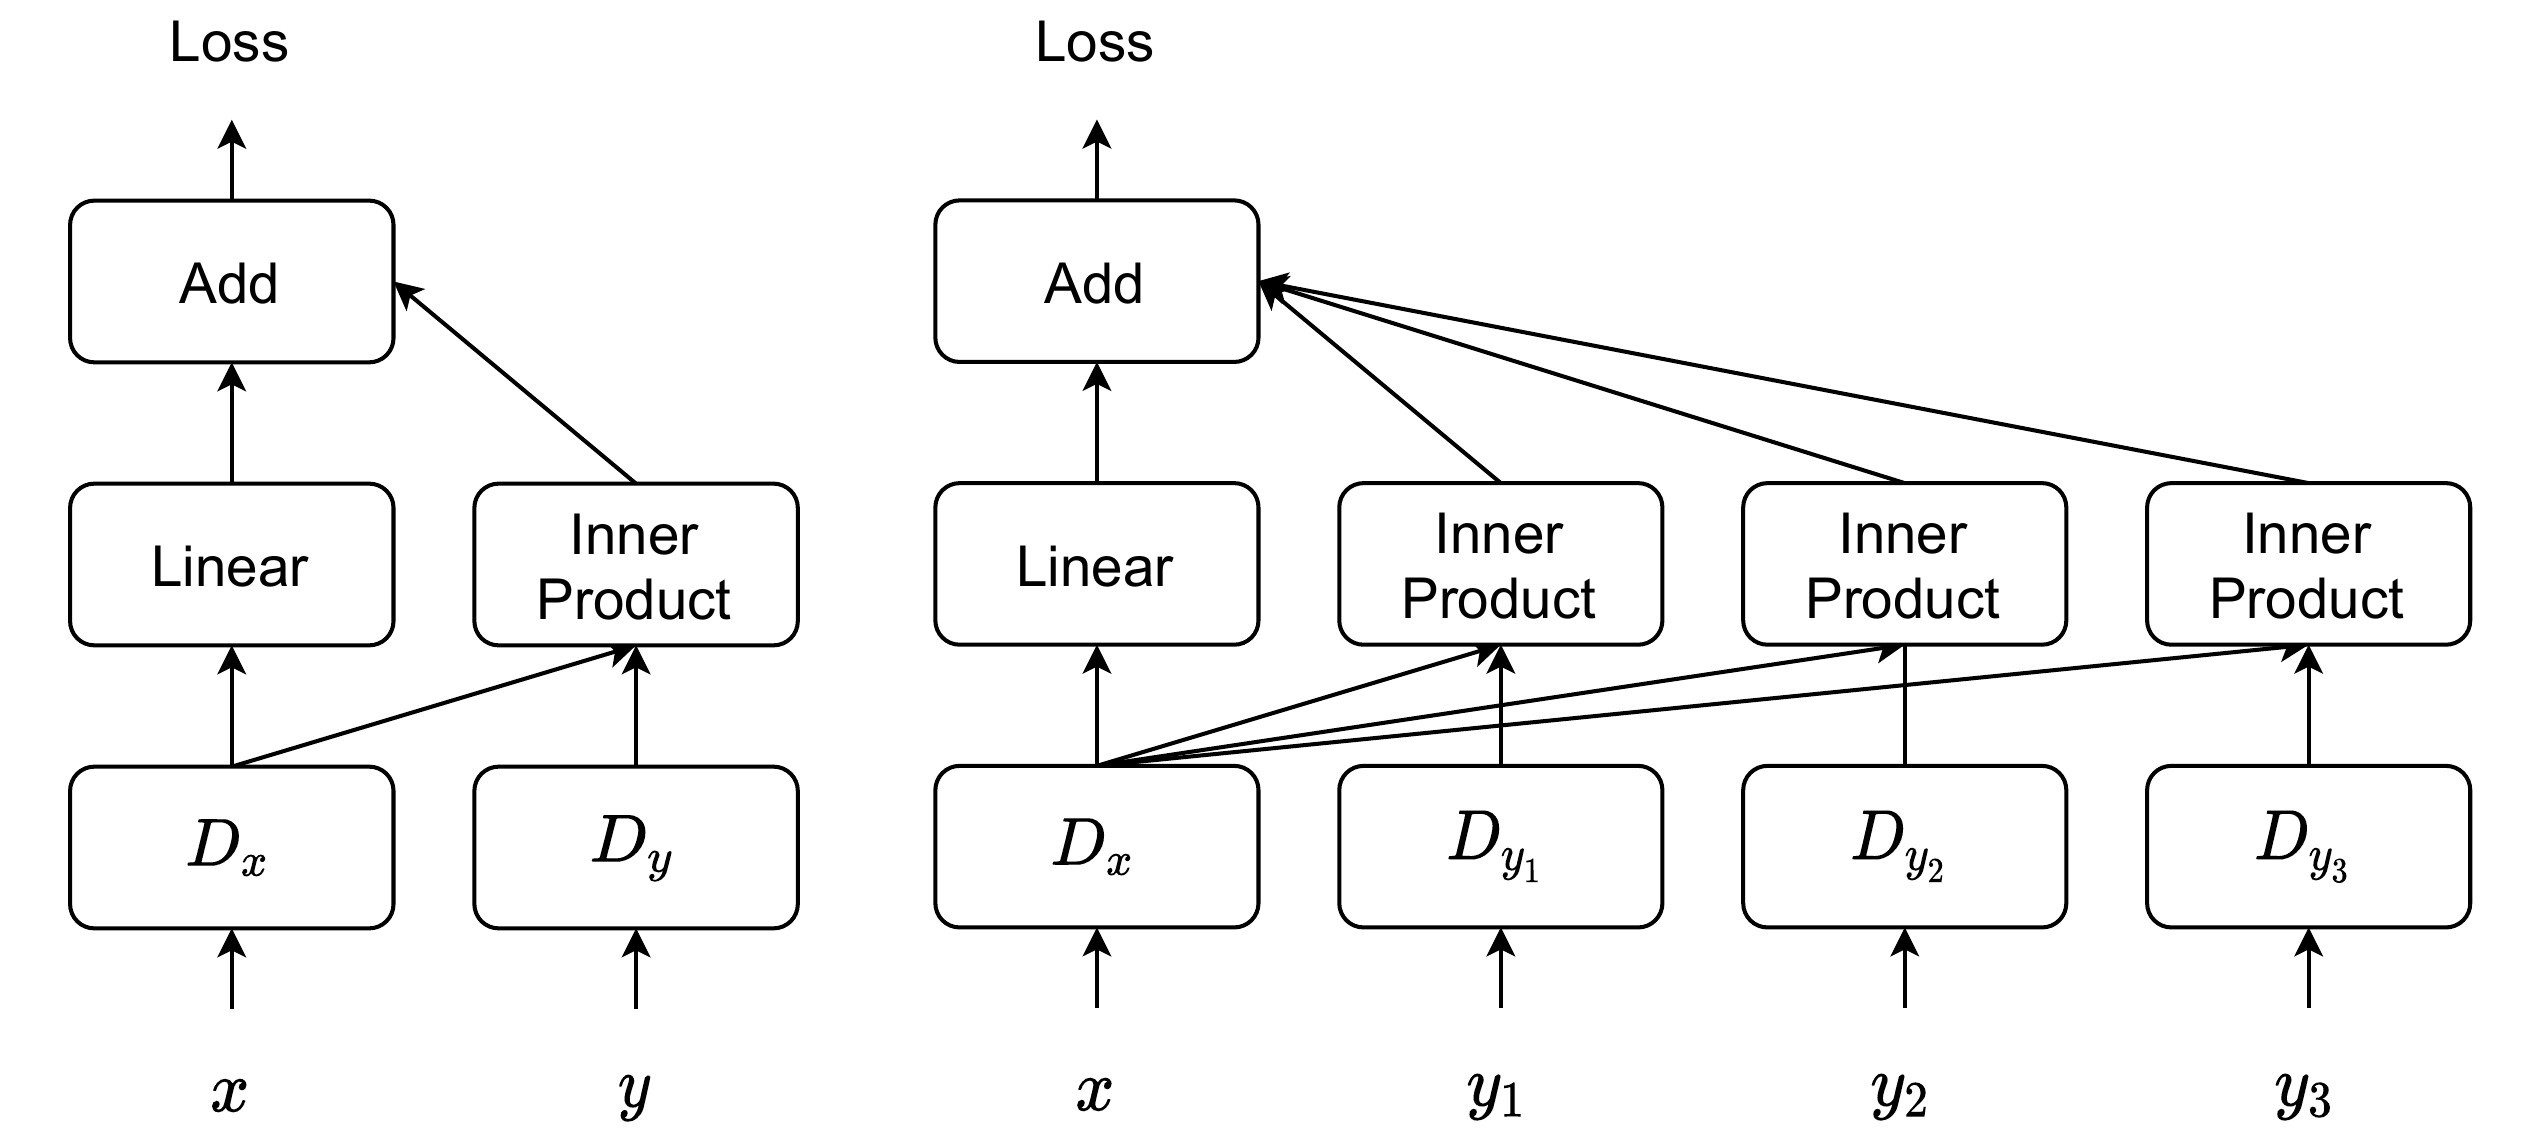 Loss
Loss
Add
Add
Linear
Inner
Product
Linear
Inner
Product
Inner
Product
Inner
Product
D_x
D_y
D_x
D_{y_1}
D_{y_2}
D_{y_3}
x
y
x
y_1
y_2
y_3